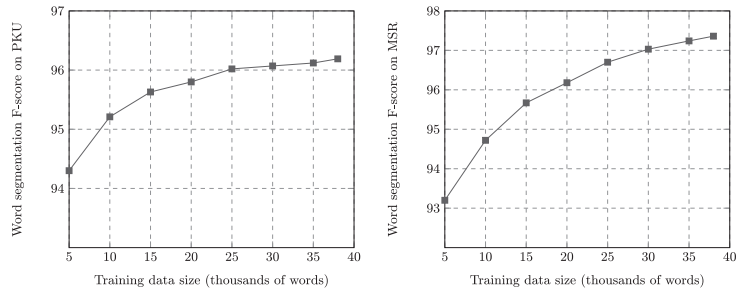 Word segmentation F-score on PKU
97
96
95
94
5 10 15 20 25 30 35 40
Training data size (thousands of words)
Word segmentation F-score on MSR
98
97
96
95
94
93
5 10 15 20 25 30 35 40
Training data size (thousands of words)